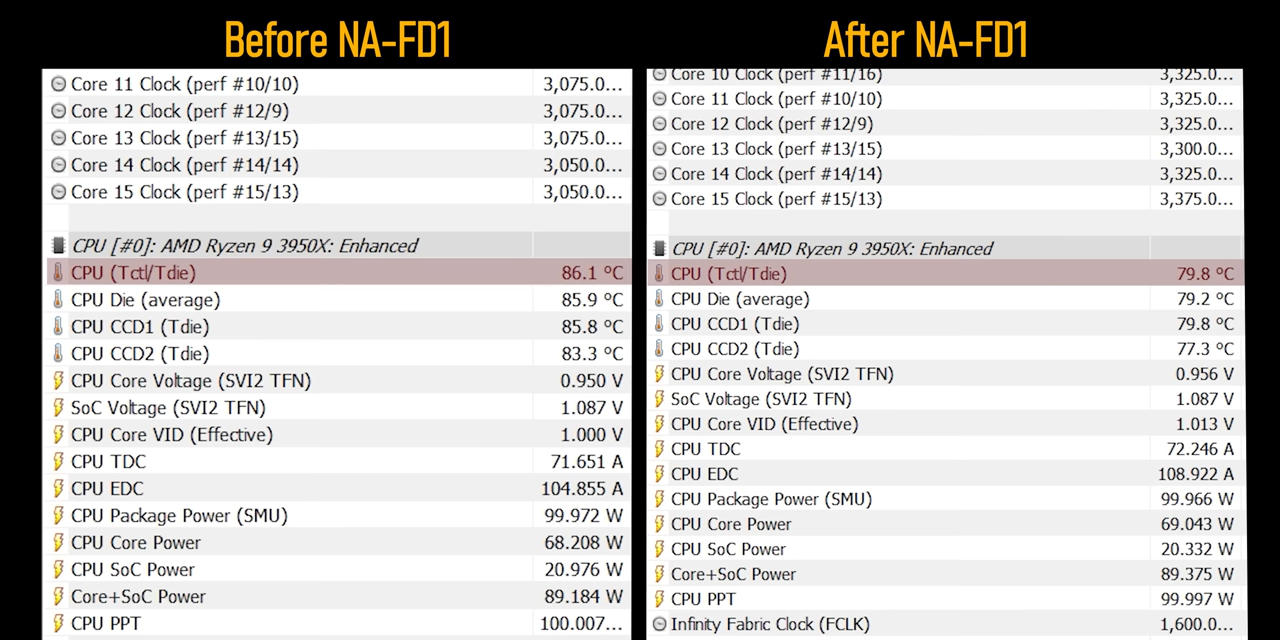 Before NA-FD1
Core 11 Clock (perf #10/10) 3,075.0...
Core 12 Clock (perf #12/9) 3,075.0...
Core 13 Clock (perf #13/15) 3,075.0...
Core 14 Clock (perf #14/14) 3,050.0...
Core 15 Clock (perf #15/13) 3,050.0...
CPU [#0]: AMD Ryzen 9 3950X: Enhanced
CPU (Tctl/Tdie) 86.1 °C
CPU Die (average) 85.9 °C
CPU CCD1 (Tdie) 85.8 °C
CPU CCD2 (Tdie) 83.3 °C
CPU Core Voltage (SVI2 TFN) 0.950 V
SoC Voltage (SVI2 TFN) 1.087 V
CPU Core VID (Effective) 1.000 V
CPU TDC 71.651 A
CPU EDC 104.855 A
CPU Package Power (SMU) 99.972 W
CPU Core Power 68.208 W
CPU SoC Power 20.976 W
Core+SoC Power 89.184 W
CPU PPT 100.007...
After NA-FD1
Core 10 Clock (perf #11/16) 3,325.0...
Core 11 Clock (perf #10/10) 3,325.0...
Core 12 Clock (perf #12/9) 3,325.0...
Core 13 Clock (perf #13/15) 3,300.0...
Core 14 Clock (perf #14/14) 3,325.0...
Core 15 Clock (perf #15/13) 3,375.0...
CPU [#0]: AMD Ryzen 9 3950X: Enhanced
CPU (Tctl/Tdie) 79.8 °C
CPU Die (average) 79.2 °C
CPU CCD1 (Tdie) 79.8 °C
CPU CCD2 (Tdie) 77.3 °C
CPU Core Voltage (SVI2 TFN) 0.956 V
SoC Voltage (SVI2 TFN) 1.087 V
CPU Core VID (Effective) 1.013 V
CPU TDC 72.246 A
CPU EDC 108.922 A
CPU Package Power (SMU) 99.966 W
CPU Core Power 69.043 W
CPU SoC Power 20.332 W
Core+SoC Power 89.375 W
CPU PPT 99.997 W
Infinity Fabric Clock (FCLK) 1,600.0...